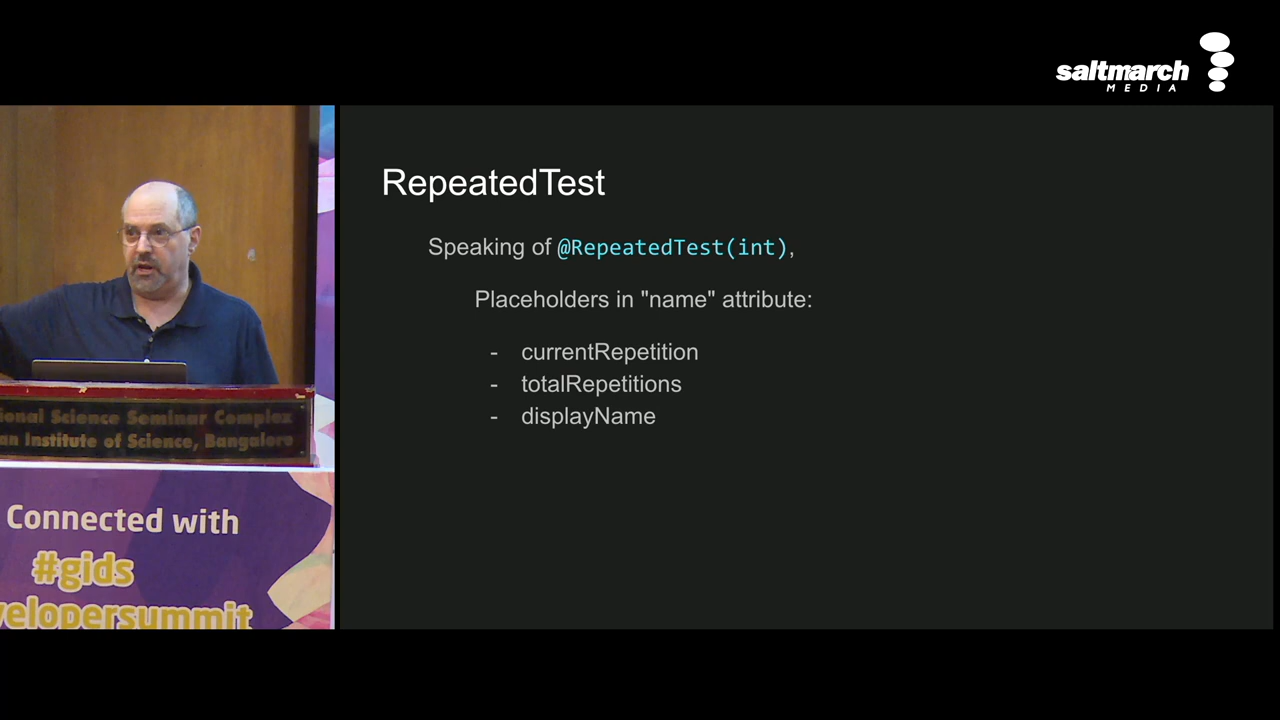 saltmarch
MEDIA
RepeatedTest
Speaking of @RepeatedTest(int),
Placeholders in "name" attribute:
- currentRepetition
- totalRepetitions
- displayName
ional Science Seminar Complex
an Institute of Science, Bangalore
Connected with
#gids
velopersummit